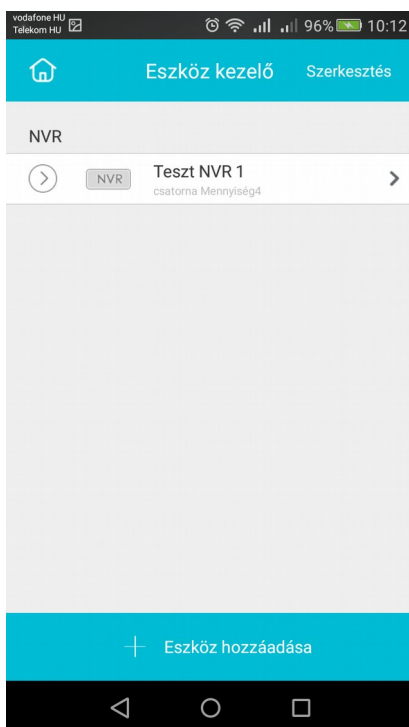 vodafone HU
Telekom HU
96% 10:12
Eszköz kezelő Szerkesztés
NVR
NVR Teszt NVR 1
csatorna Mennyiség4
Eszköz hozzáadása